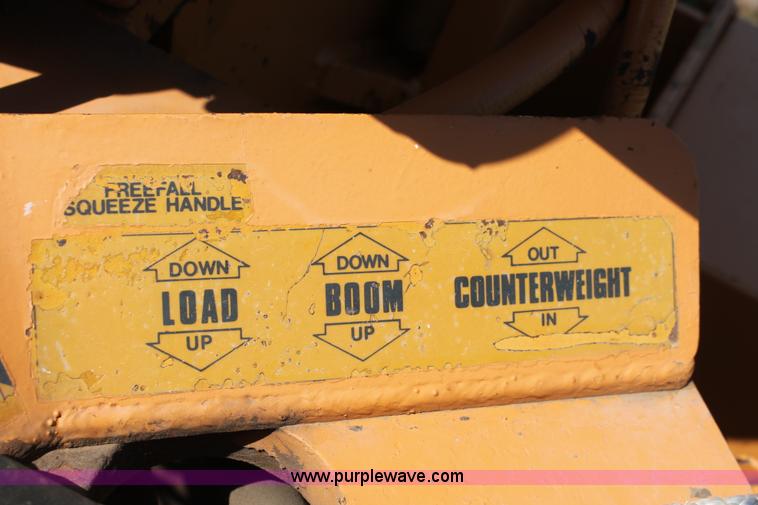 FREEFALL
SQUEEZE HANDLE
DOWN
LOAD
UP
DOWN
BOOM
UP
OUT
COUNTERWEIGHT
IN
www.purplewave.com